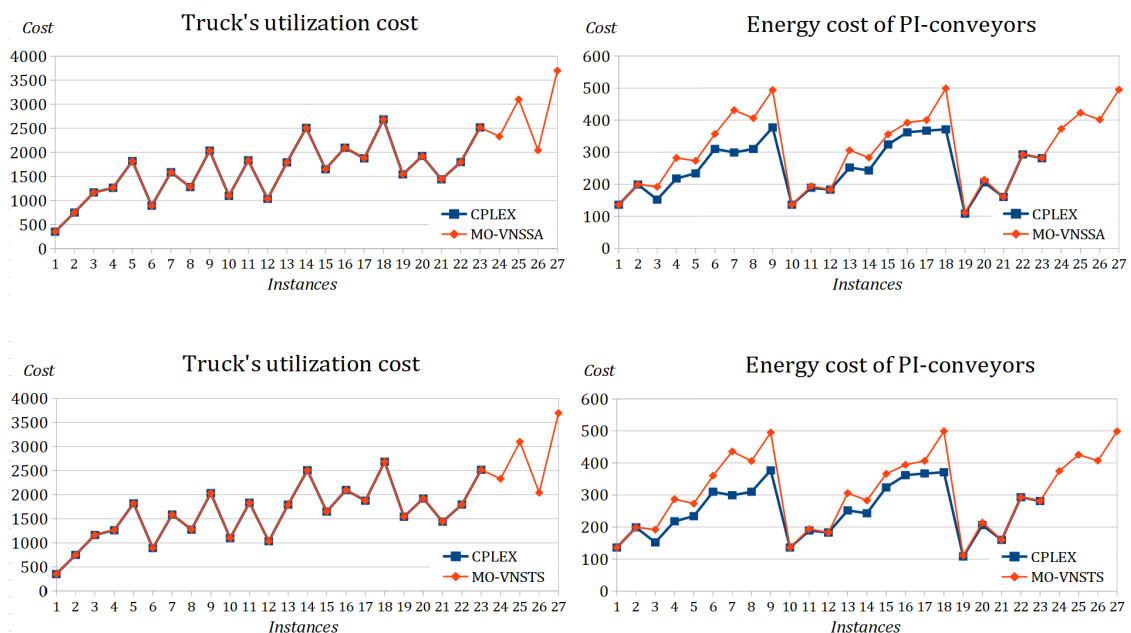 Truck's utilization cost
Cost
4000
3500
3000
2500
2000
1500
1000
500
0
CPLEX
MO-VNSSA
1 2 3 4 5 6 7 8 9 10 11 12 13 14 15 16 17 18 19 20 21 22 23 24 25 26 27
Instances
Energy cost of PI-conveyors
Cost
600
500
400
300
200
100
0
CPLEX
MO-VNSSA
1 2 3 4 5 6 7 8 9 10 11 12 13 14 15 16 17 18 19 20 21 22 23 24 25 26 27
Instances
Truck's utilization cost
Cost
4000
3500
3000
2500
2000
1500
1000
500
0
CPLEX
MO-VNSTS
1 2 3 4 5 6 7 8 9 10 11 12 13 14 15 16 17 18 19 20 21 22 23 24 25 26 27
Instances
Energy cost of PI-conveyors
Cost
600
500
400
300
200
100
0
CPLEX
MO-VNSTS
1 2 3 4 5 6 7 8 9 10 11 12 13 14 15 16 17 18 19 20 21 22 23 24 25 26 27
Instances